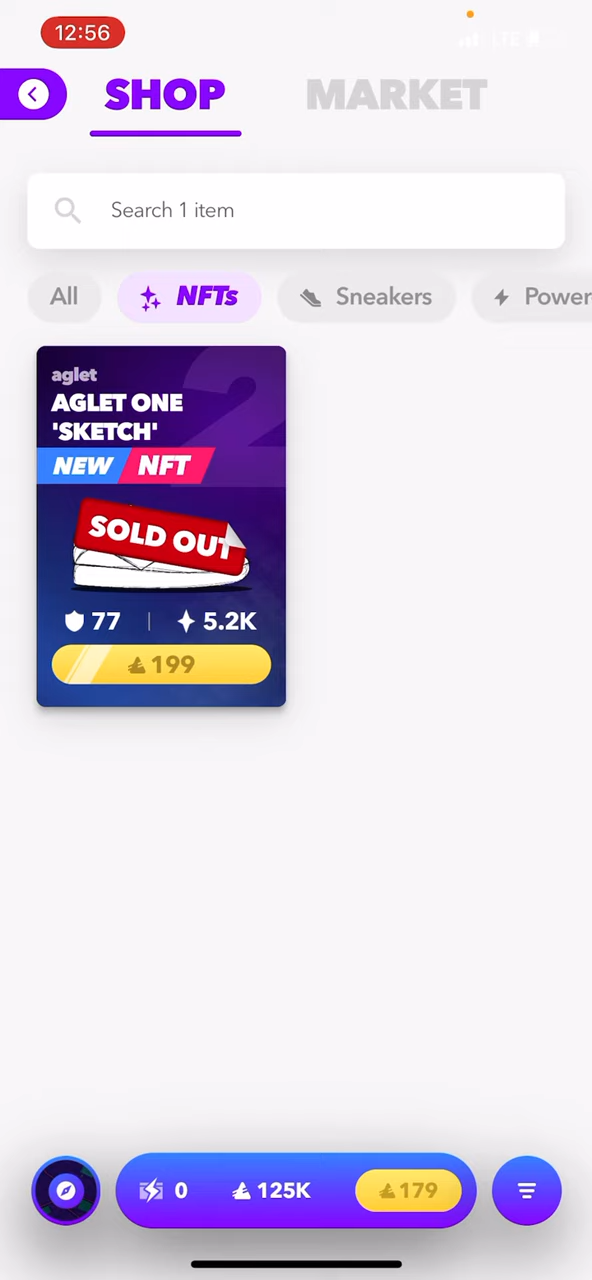 12:56
LTE
SHOP MARKET
Search 1 item
All NFTs Sneakers Power
aglet
AGLET ONE
'SKETCH'
NEW NFT
SOLD OUT
77 | 5.2K
199
0 125K 179